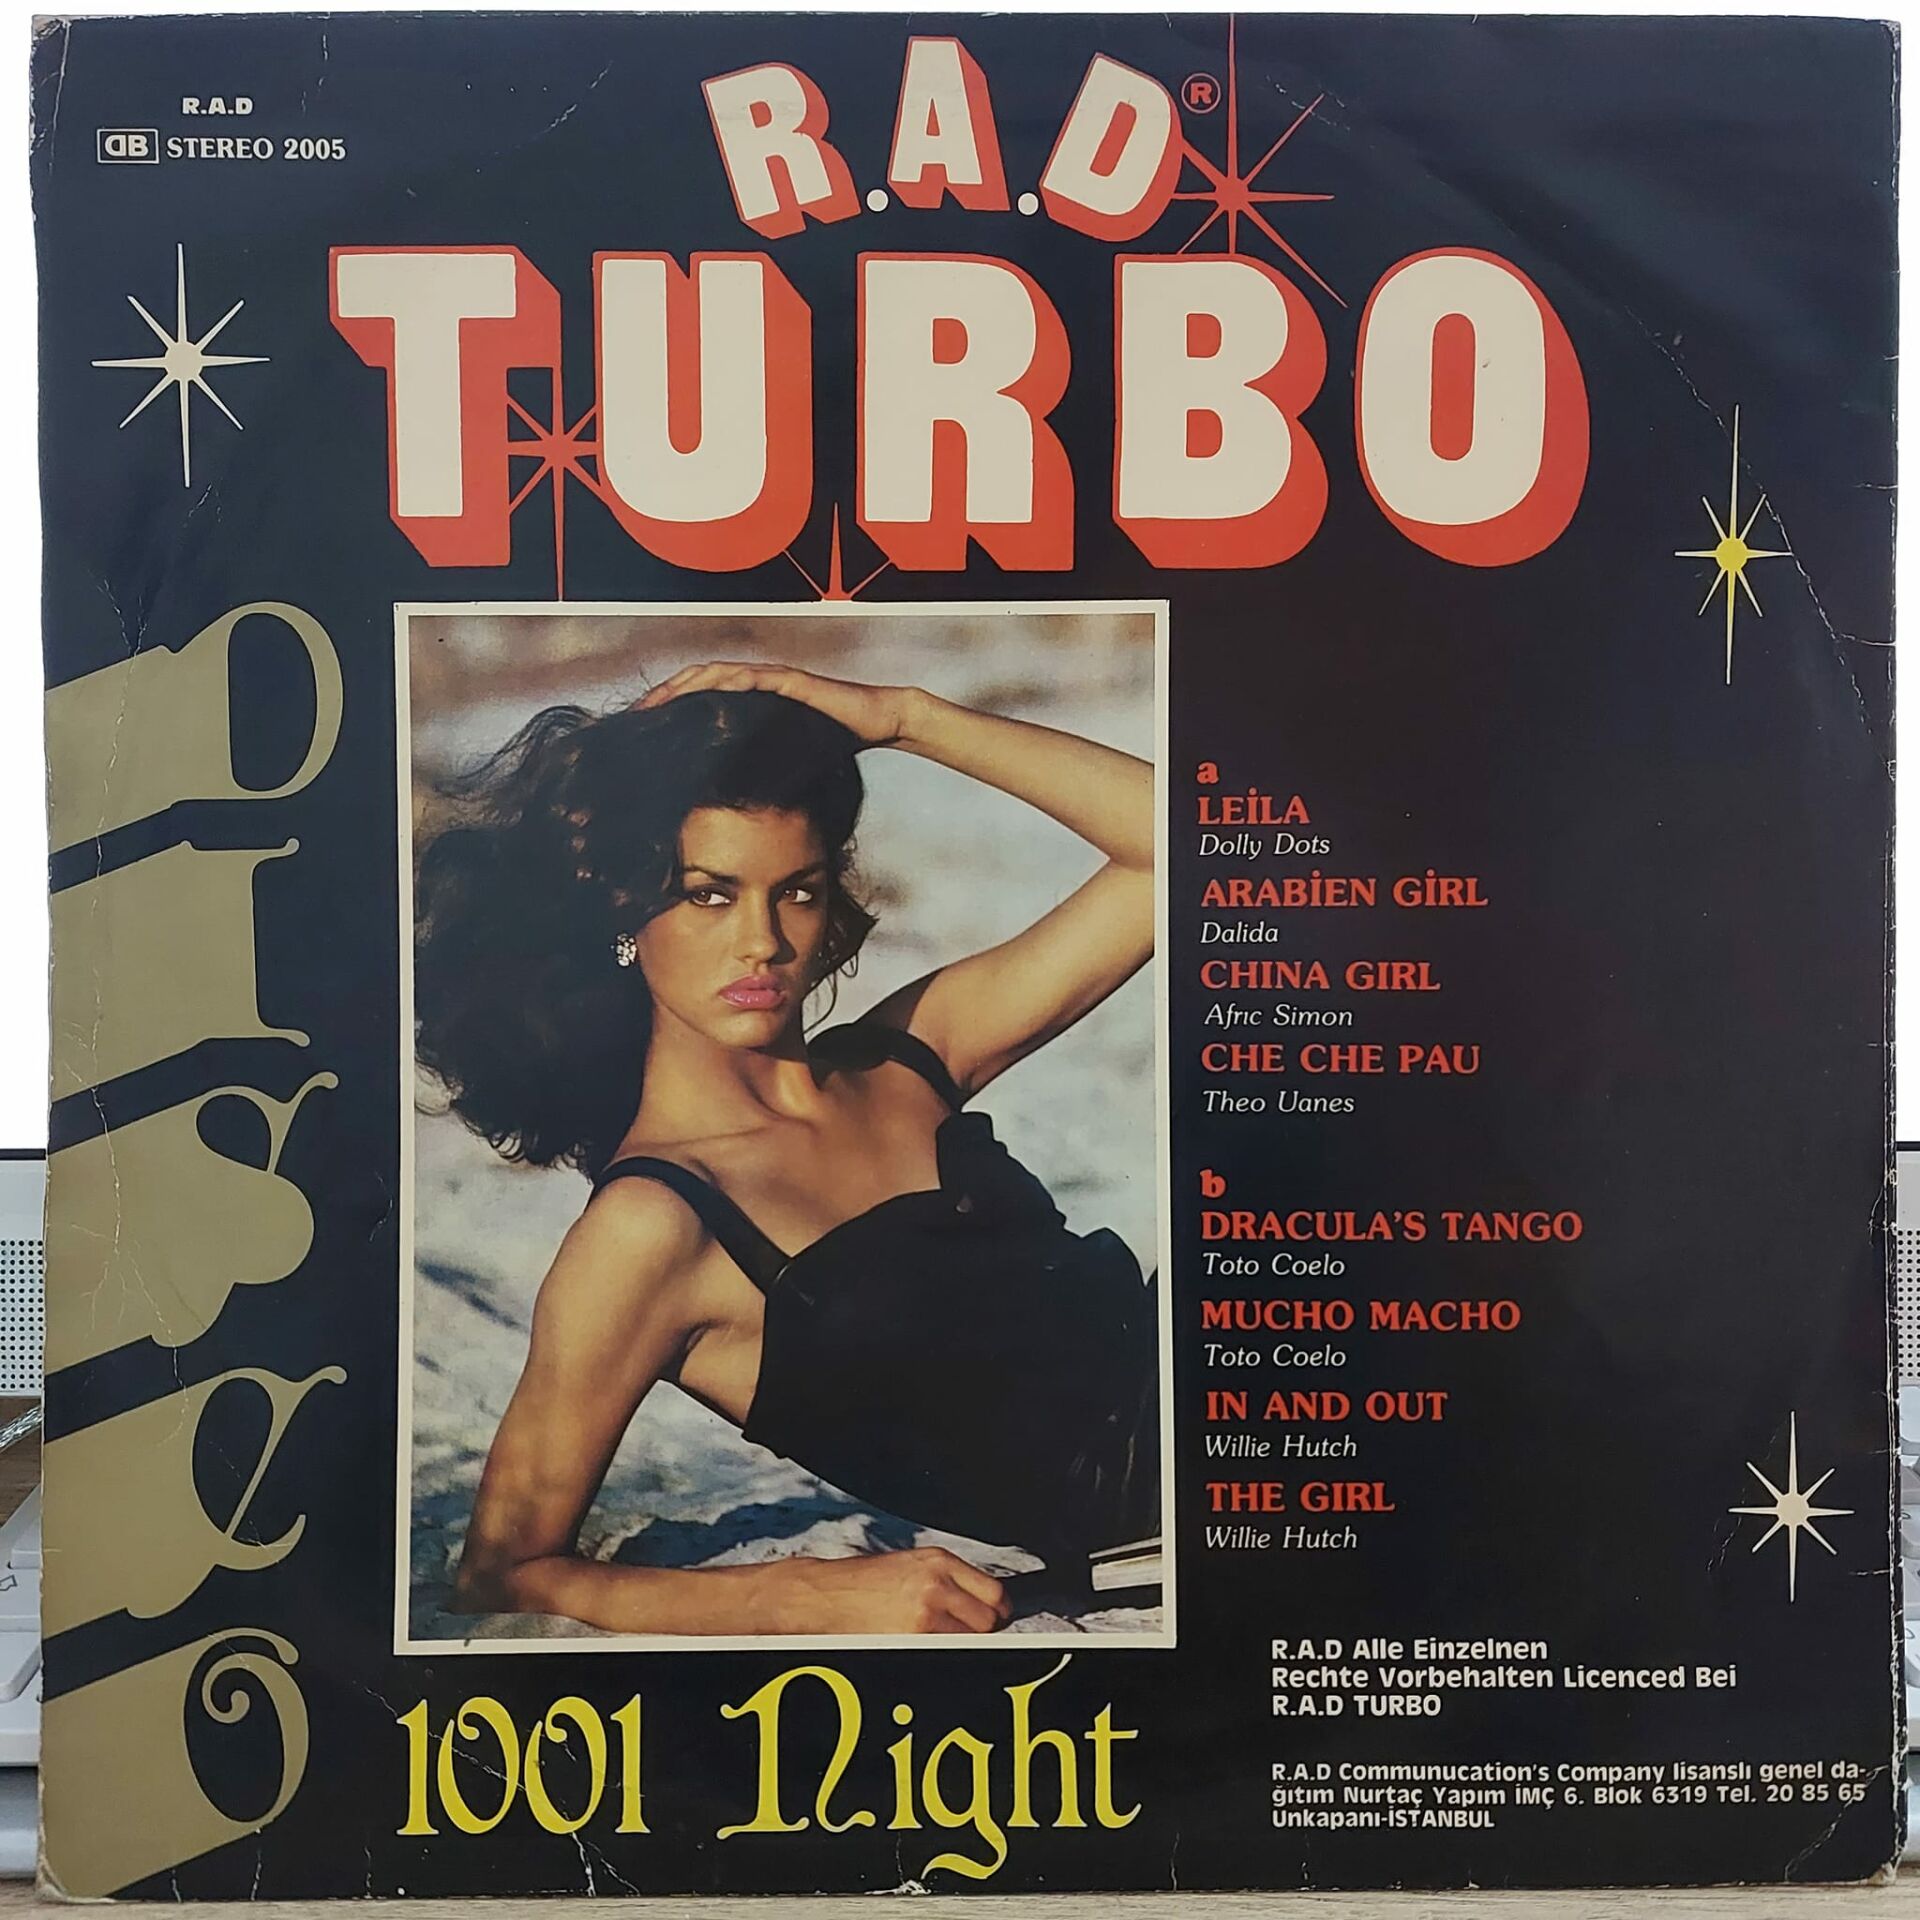 R.A.D
DB STEREO 2005
R.A.D ®
TURBO
Disco
a
LEİLA
Dolly Dots
ARABİEN GİRL
Dalida
CHINA GIRL
Afrıc Simon
CHE CHE PAU
Theo Uanes
b
DRACULA'S TANGO
Toto Coelo
MUCHO MACHO
Toto Coelo
IN AND OUT
Willie Hutch
THE GIRL
Willie Hutch
1001 Night
R.A.D Alle Einzelnen
Rechte Vorbehalten Licenced Bei
R.A.D TURBO
R.A.D Communucation's Company lisanslı genel da-
ğıtım Nurtaç Yapım İMÇ 6. Blok 6319 Tel. 20 85 65
Unkapanı-İSTANBUL